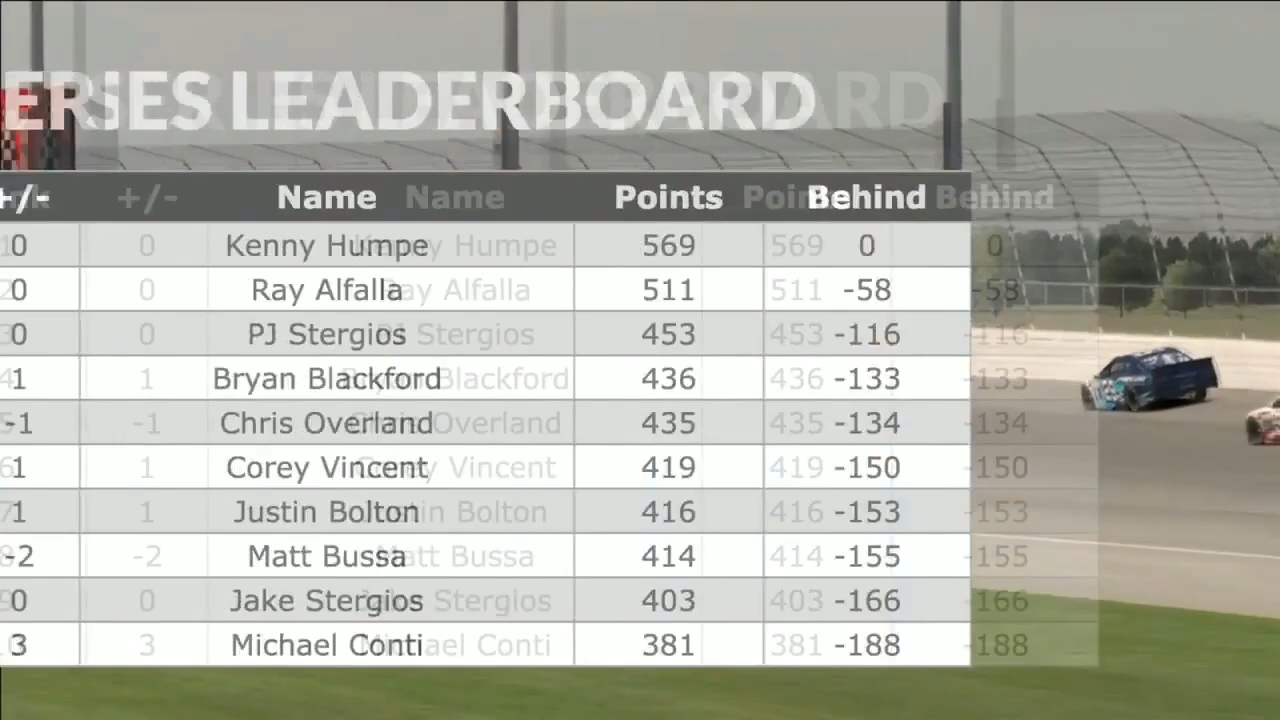 ERIES LEADERBOARD
+/- Name Points Behind
0 Kenny Humpe 569 0
0 Ray Alfalla 511 -58
0 PJ Stergios 453 -116
1 Bryan Blackford 436 -133
-1 Chris Overland 435 -134
1 Corey Vincent 419 -150
1 Justin Bolton 416 -153
-2 Matt Bussa 414 -155
0 Jake Stergios 403 -166
3 Michael Conti 381 -188